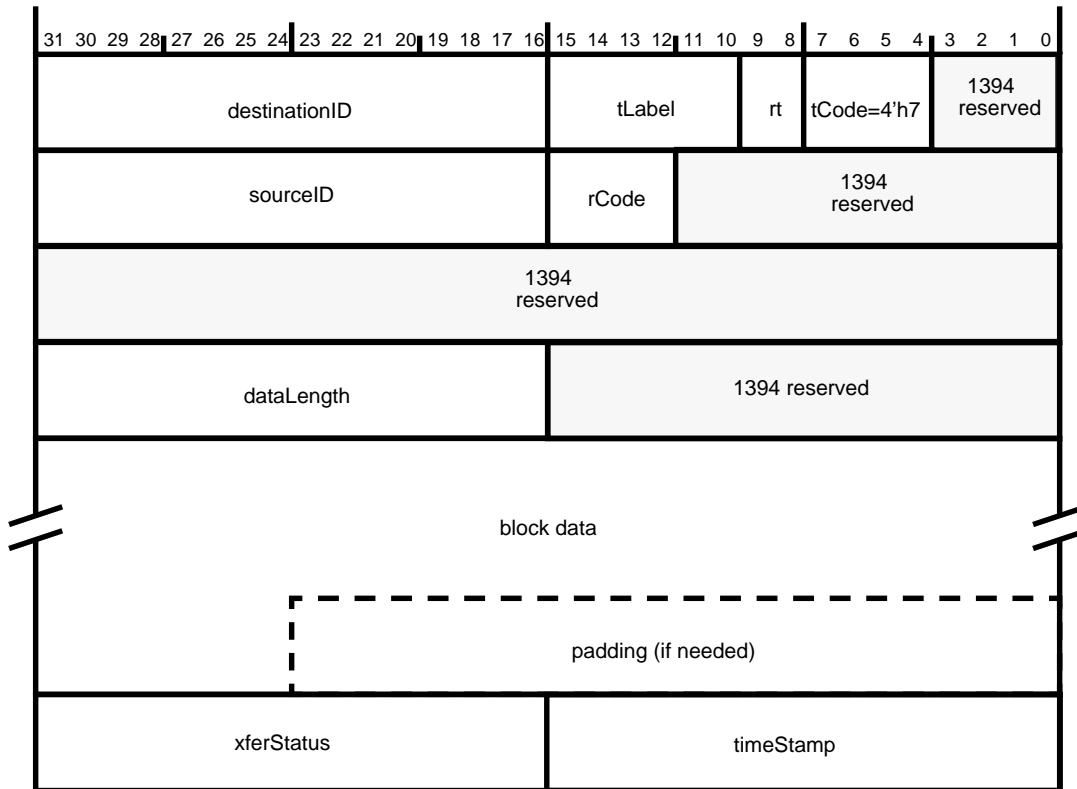 31 30 29 28 27 26 25 24 23 22 21 20 19 18 17 16 15 14 13 12 11 10 9 8 7 6 5 4 3 2 1 0
destinationID
tLabel
rt
tCode=4’h7
1394
reserved
sourceID
rCode
1394
reserved
1394
reserved
dataLength
1394 reserved
block data
padding (if needed)
xferStatus
timeStamp